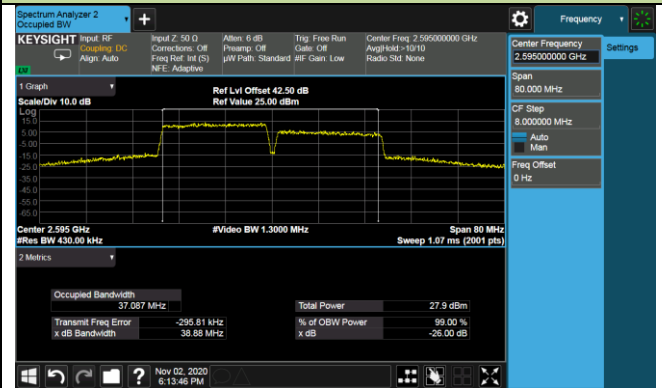 Spectrum Analyzer 2
Occupied BW
+
Frequency
KEYSIGHT
Input: RF
Coupling: DC
Align: Auto
Input Z: 50 Ω
Corrections: Off
Freq Ref: Int (S)
NFE: Adaptive
Atten: 6 dB
Preamp: Off
µW Path: Standard
Trig: Free Run
Gate: Off
#IF Gain: Low
Center Freq: 2.595000000 GHz
Avg|Hold:>10/10
Radio Std: None
Center Frequency
2.595000000 GHz
Settings
Span
80.000 MHz
CF Step
8.000000 MHz
Auto
Man
Freq Offset
0 Hz
1 Graph
Scale/Div 10.0 dB
Ref Lvl Offset 42.50 dB
Ref Value 25.00 dBm
Log
15.0
5.00
-5.00
-15.0
-25.0
-35.0
-45.0
-55.0
-65.0
Center 2.595 GHz
#Res BW 430.00 kHz
#Video BW 1.3000 MHz
Span 80 MHz
Sweep 1.07 ms (2001 pts)
2 Metrics
Occupied Bandwidth
37.087 MHz
Total Power 27.9 dBm
Transmit Freq Error -295.81 kHz
% of OBW Power 99.00 %
x dB Bandwidth 38.88 MHz
x dB -26.00 dB
?
Nov 02, 2020
6:13:46 PM